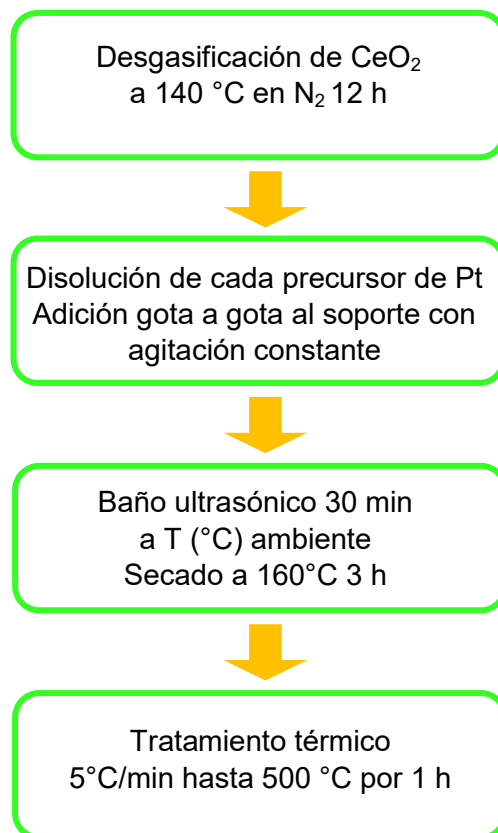 Desgasificación de CeO₂
a 140 °C en N₂ 12 h
Disolución de cada precursor de Pt
Adición gota a gota al soporte con
agitación constante
Baño ultrasónico 30 min
a T (°C) ambiente
Secado a 160°C 3 h
Tratamiento térmico
5°C/min hasta 500 °C por 1 h